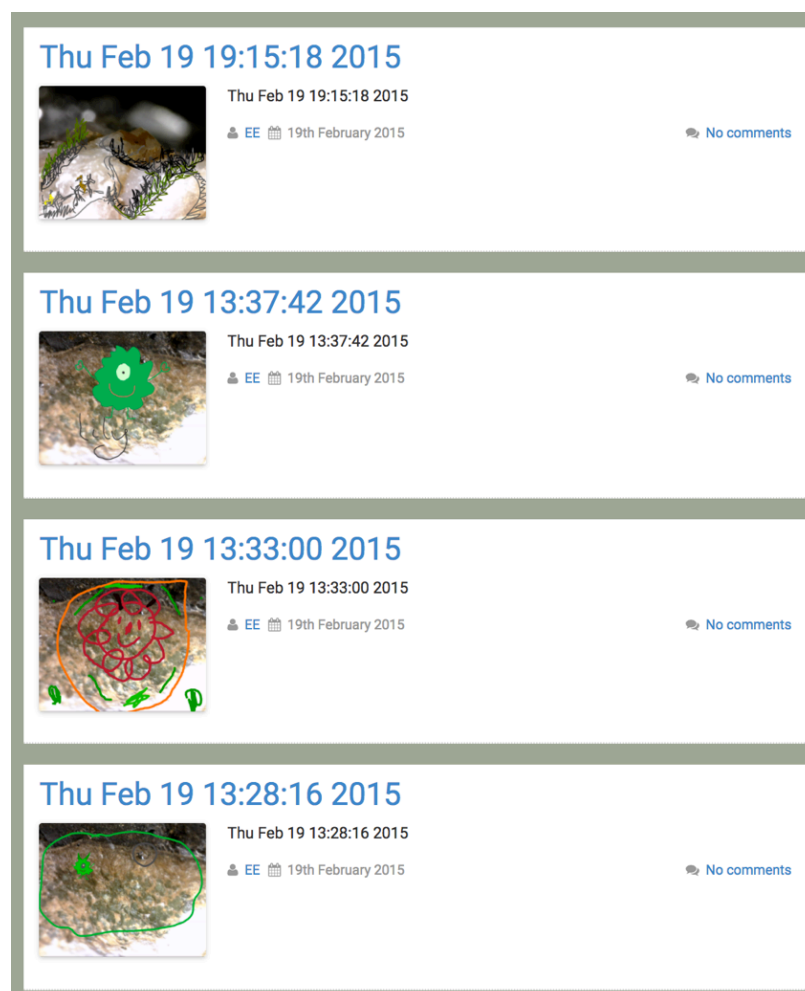 Thu Feb 19 19:15:18 2015
Thu Feb 19 19:15:18 2015
EE 19th February 2015 No comments
Thu Feb 19 13:37:42 2015
Thu Feb 19 13:37:42 2015
EE 19th February 2015 No comments
Lily
Thu Feb 19 13:33:00 2015
Thu Feb 19 13:33:00 2015
EE 19th February 2015 No comments
Thu Feb 19 13:28:16 2015
Thu Feb 19 13:28:16 2015
EE 19th February 2015 No comments